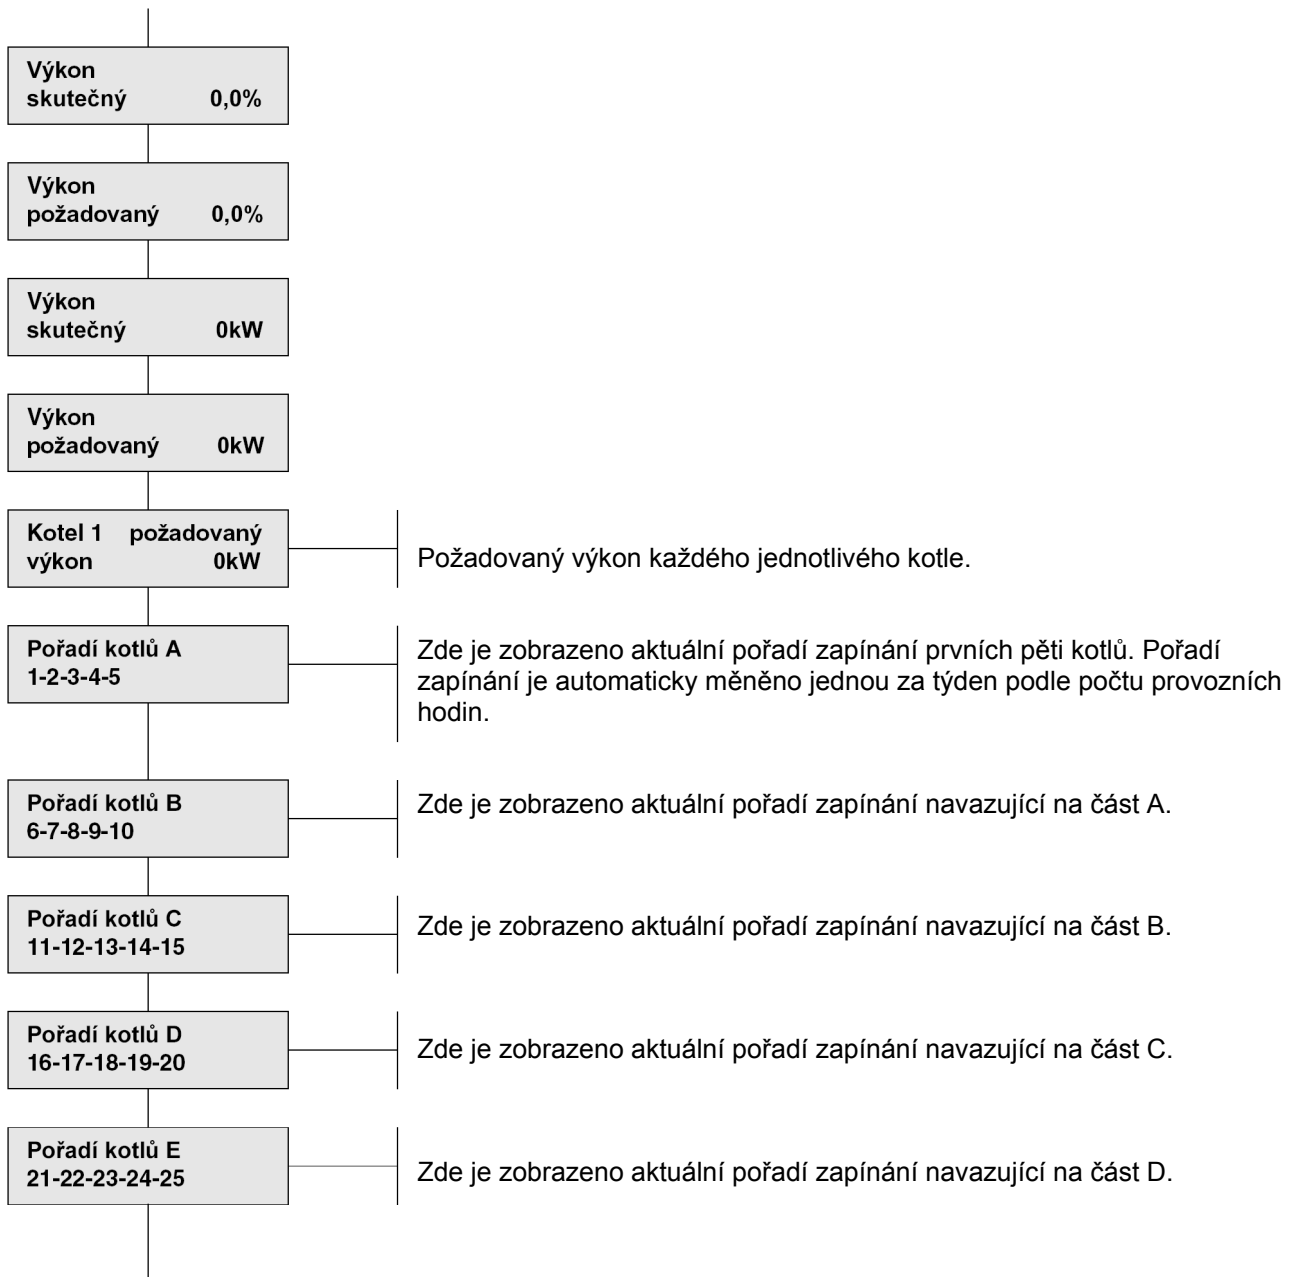 Výkon
skutečný 0,0%
Výkon
požadovaný 0,0%
Výkon
skutečný 0kW
Výkon
požadovaný 0kW
Kotel 1 požadovaný
výkon 0kW
Požadovaný výkon každého jednotlivého kotle.
Pořadí kotlů A
1-2-3-4-5
Zde je zobrazeno aktuální pořadí zapínání prvních pěti kotlů. Pořadí
zapínání je automaticky měněno jednou za týden podle počtu provozních
hodin.
Pořadí kotlů B
6-7-8-9-10
Zde je zobrazeno aktuální pořadí zapínání navazující na část A.
Pořadí kotlů C
11-12-13-14-15
Zde je zobrazeno aktuální pořadí zapínání navazující na část B.
Pořadí kotlů D
16-17-18-19-20
Zde je zobrazeno aktuální pořadí zapínání navazující na část C.
Pořadí kotlů E
21-22-23-24-25
Zde je zobrazeno aktuální pořadí zapínání navazující na část D.